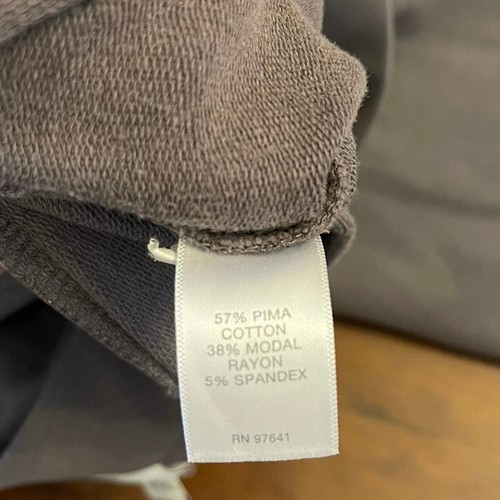 57% PIMA
COTTON
38% MODAL
RAYON
5% SPANDEX
RN 97641